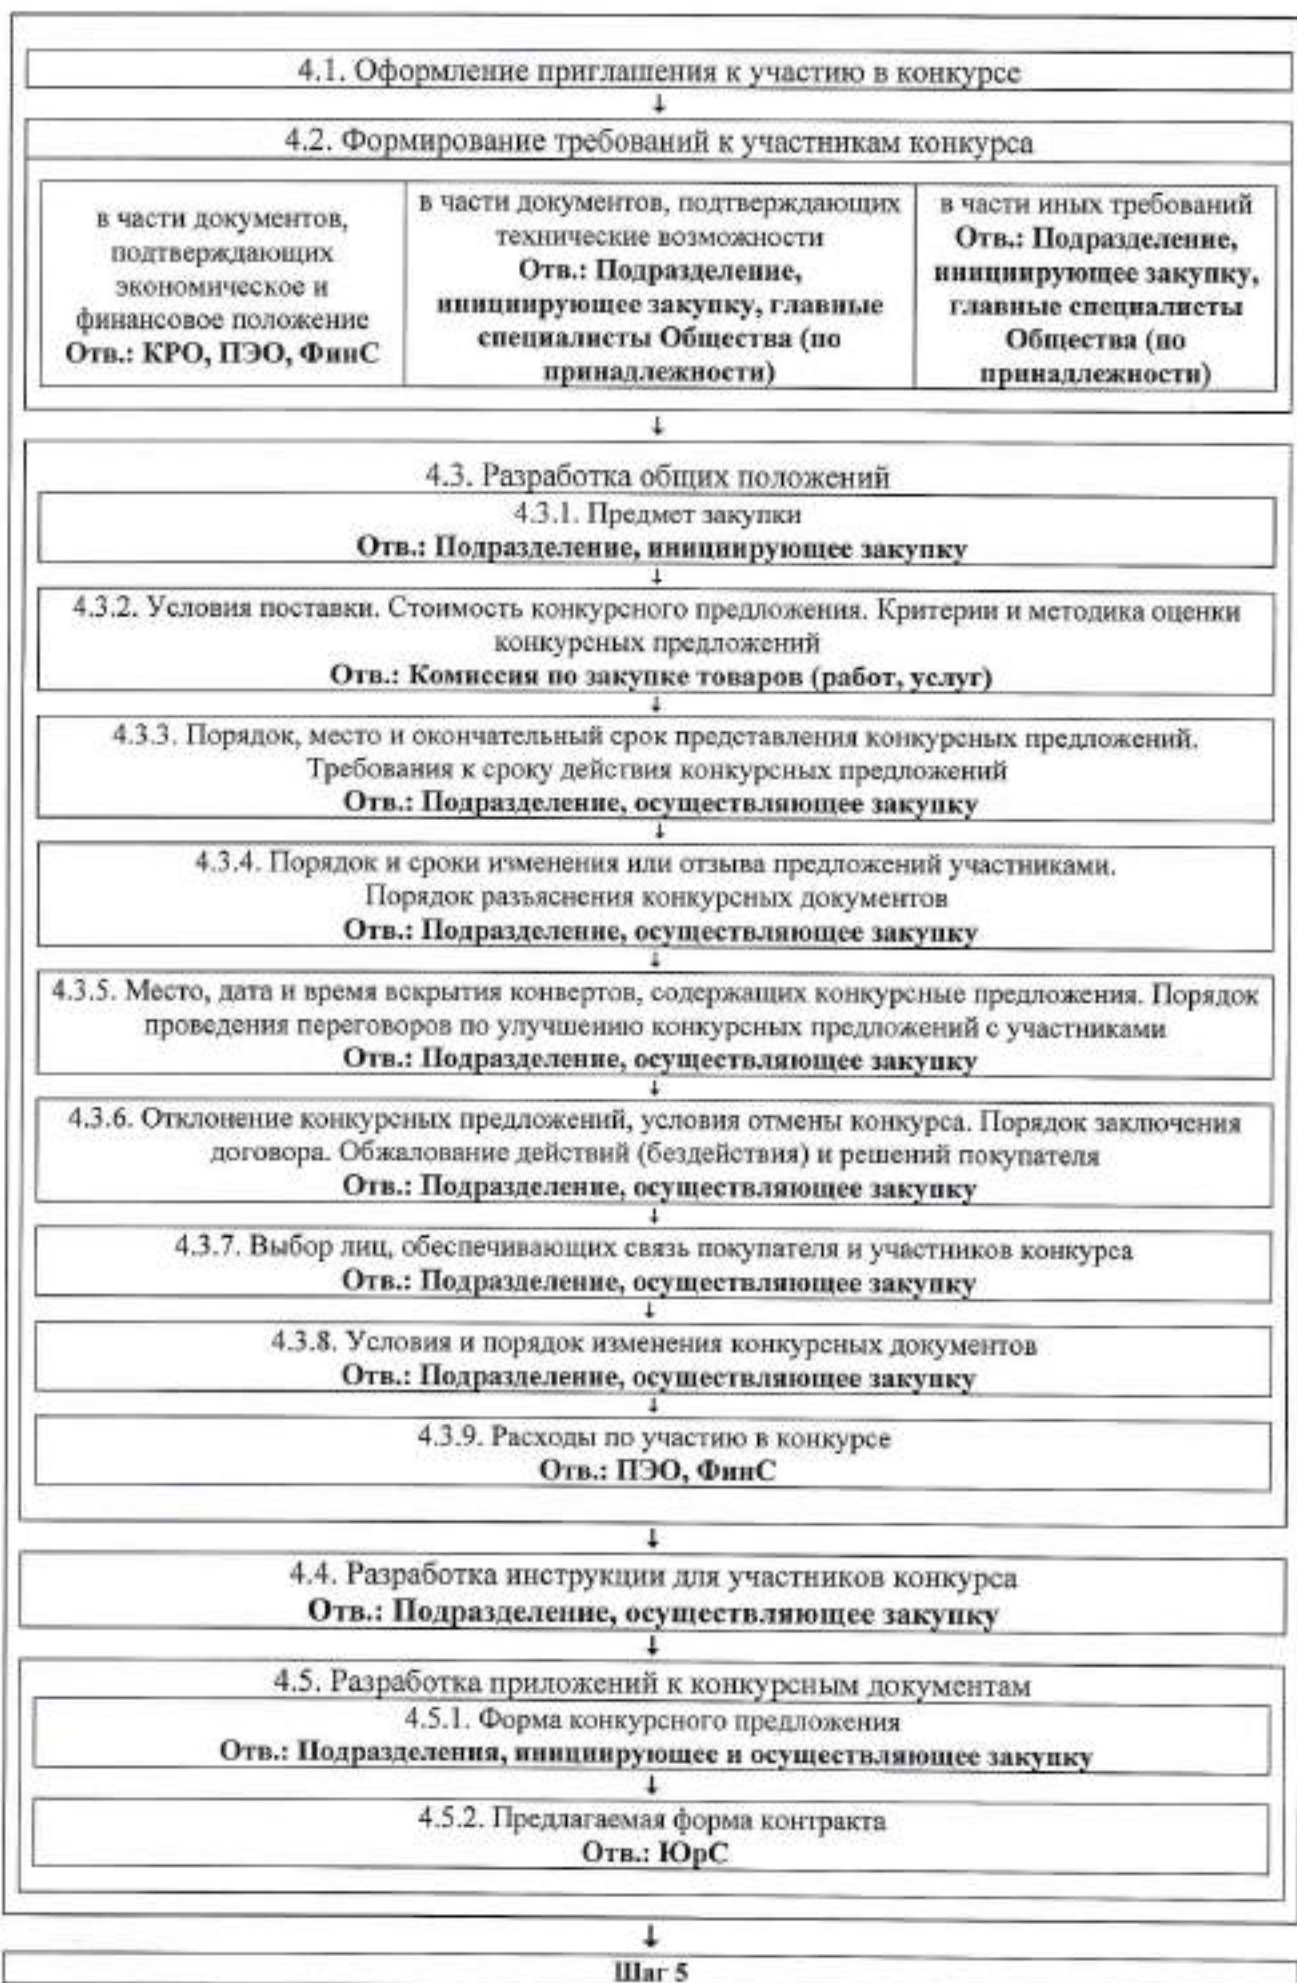 4.1. Оформление приглашения к участию в конкурсе
↓
4.2. Формирование требований к участникам конкурса
в части документов,
подтверждающих
экономическое и
финансовое положение
Отв.: КРО, ПЭО, ФинС
в части документов, подтверждающих
технические возможности
Отв.: Подразделение,
инициирующее закупку, главные
специалисты Общества (по
принадлежности)
в части иных требований
Отв.: Подразделение,
инициирующее закупку,
главные специалисты
Общества (по
принадлежности)
↓
4.3. Разработка общих положений
4.3.1. Предмет закупки
Отв.: Подразделение, инициирующее закупку
↓
4.3.2. Условия поставки. Стоимость конкурсного предложения. Критерии и методика оценки
конкурсных предложений
Отв.: Комиссия по закупке товаров (работ, услуг)
↓
4.3.3. Порядок, место и окончательный срок представления конкурсных предложений.
Требования к сроку действия конкурсных предложений
Отв.: Подразделение, осуществляющее закупку
↓
4.3.4. Порядок и сроки изменения или отзыва предложений участниками.
Порядок разъяснения конкурсных документов
Отв.: Подразделение, осуществляющее закупку
↓
4.3.5. Место, дата и время вскрытия конвертов, содержащих конкурсные предложения. Порядок
проведения переговоров по улучшению конкурсных предложений с участниками
Отв.: Подразделение, осуществляющее закупку
↓
4.3.6. Отклонение конкурсных предложений, условия отмены конкурса. Порядок заключения
договора. Обжалование действий (бездействия) и решений покупателя
Отв.: Подразделение, осуществляющее закупку
↓
4.3.7. Выбор лиц, обеспечивающих связь покупателя и участников конкурса
Отв.: Подразделение, осуществляющее закупку
↓
4.3.8. Условия и порядок изменения конкурсных документов
Отв.: Подразделение, осуществляющее закупку
↓
4.3.9. Расходы по участию в конкурсе
Отв.: ПЭО, ФинС
↓
4.4. Разработка инструкции для участников конкурса
Отв.: Подразделение, осуществляющее закупку
↓
4.5. Разработка приложений к конкурсным документам
4.5.1. Форма конкурсного предложения
Отв.: Подразделения, инициирующее и осуществляющее закупку
↓
4.5.2. Предлагаемая форма контракта
Отв.: ЮрС
↓
Шаг 5